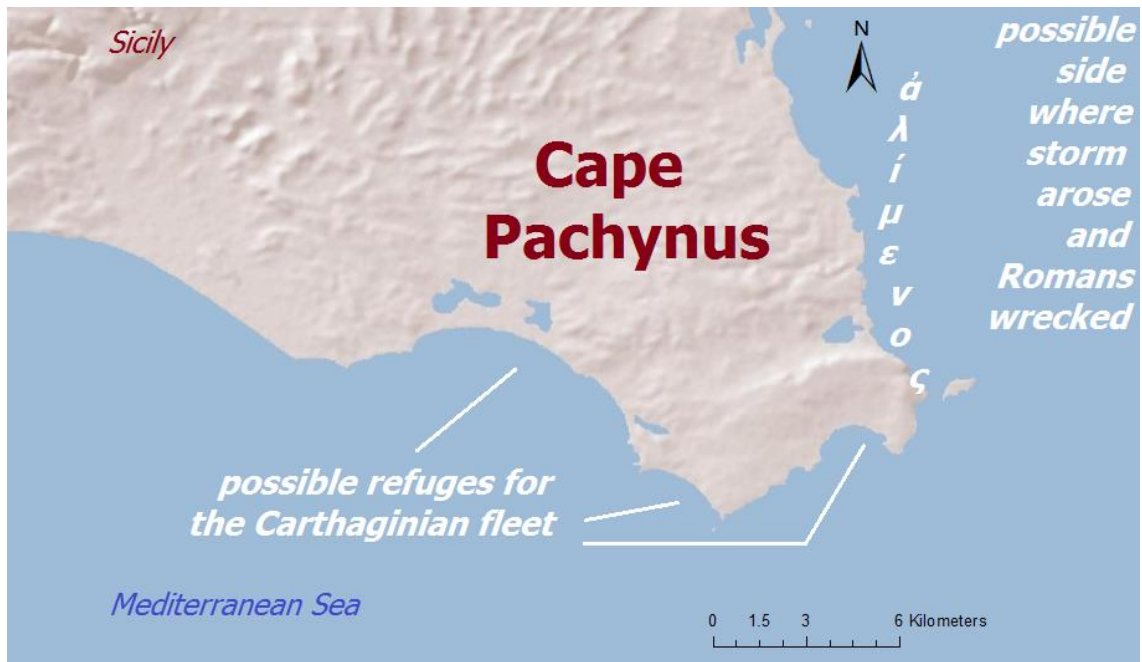 Sicily
N
possible
side
where
storm
arose
and
Romans
wrecked
ἀλίμενος
Cape
Pachynus
possible refuges for
the Carthaginian fleet
Mediterranean Sea
0 1.5 3 6 Kilometers